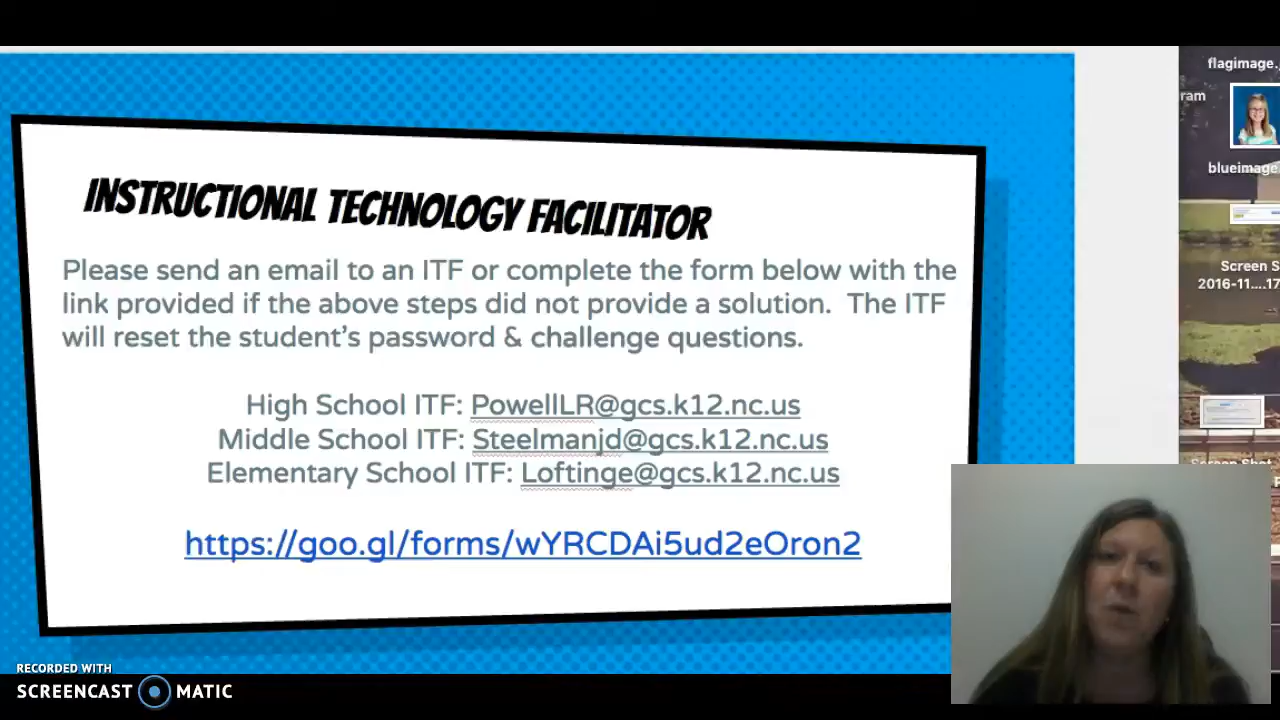 flagimage.
ram
blueimage.
INSTRUCTIONAL TECHNOLOGY FACILITATOR
Please send an email to an ITF or complete the form below with the
link provided if the above steps did not provide a solution. The ITF
will reset the student's password & challenge questions.
Screen S
2016-11....17
High School ITF: PowellLR@gcs.k12.nc.us
Middle School ITF: Steelmanjd@gcs.k12.nc.us
Elementary School ITF: Loftinge@gcs.k12.nc.us
https://goo.gl/forms/wYRCDAi5ud2eOron2
RECORDED WITH
SCREENCAST MATIC